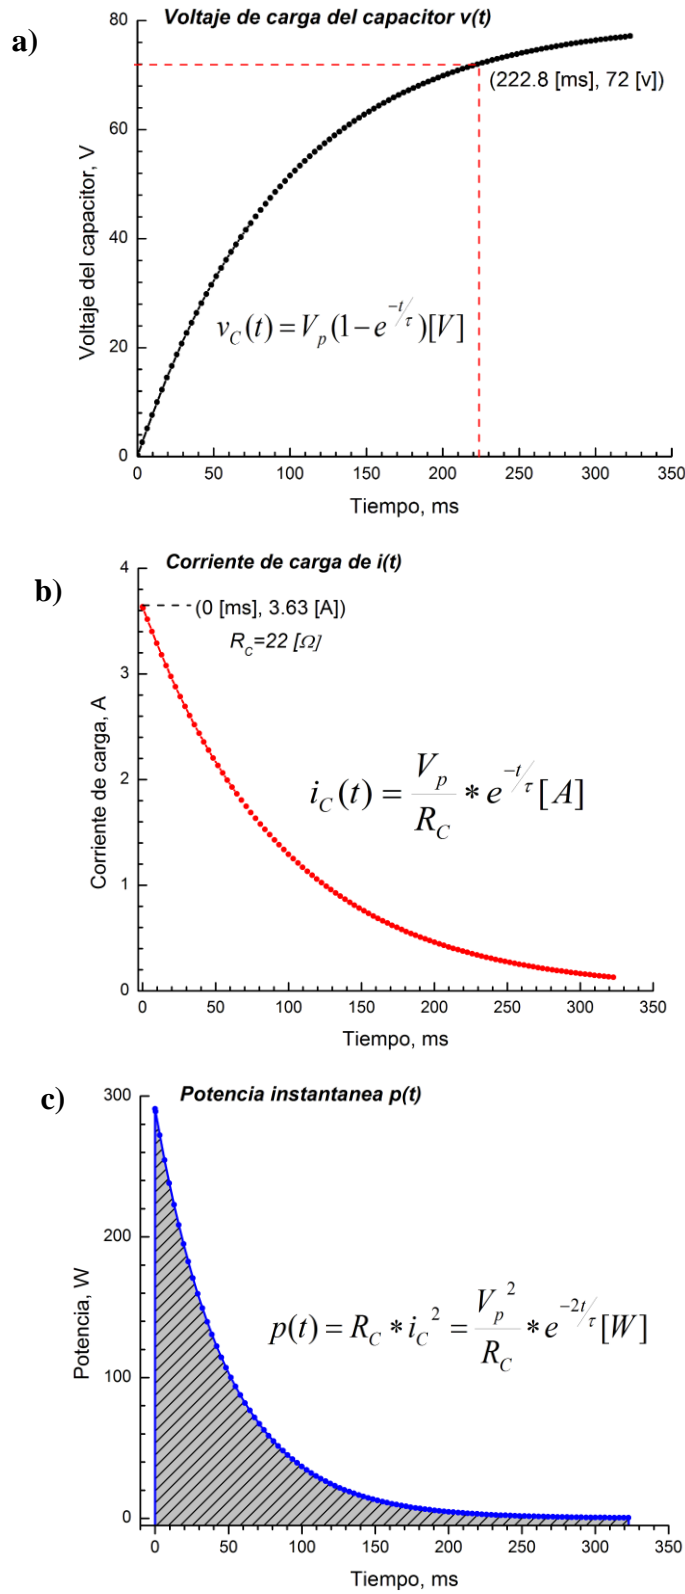 a)
Voltaje de carga del capacitor v(t)
80
60
40
20
0
Voltaje del capacitor, V
(222.8 [ms], 72 [v])
v_C(t) = V_p(1 − e^{−t/τ})[V]
0 50 100 150 200 250 300 350
Tiempo, ms
b)
Corriente de carga de i(t)
4
3
2
1
0
Corriente de carga, A
(0 [ms], 3.63 [A])
R_C=22 [Ω]
i_C(t) = V_p/R_C * e^{−t/τ}[A]
0 50 100 150 200 250 300 350
Tiempo, ms
c)
Potencia instantanea p(t)
300
200
100
0
Potencia, W
p(t) = R_C * i_C^2 = V_p^2/R_C * e^{−2t/τ}[W]
0 50 100 150 200 250 300 350
Tiempo, ms